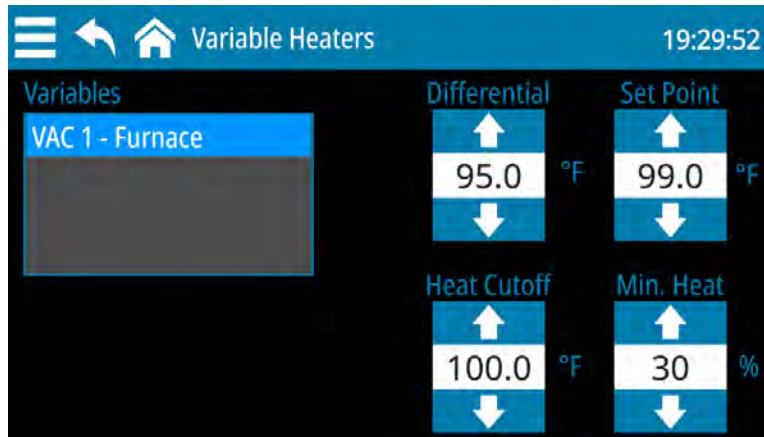 Variable Heaters 19:29:52
Variables
VAC 1 - Furnace
Differential Set Point
95.0 °F 99.0 °F
Heat Cutoff Min. Heat
100.0 °F 30 %